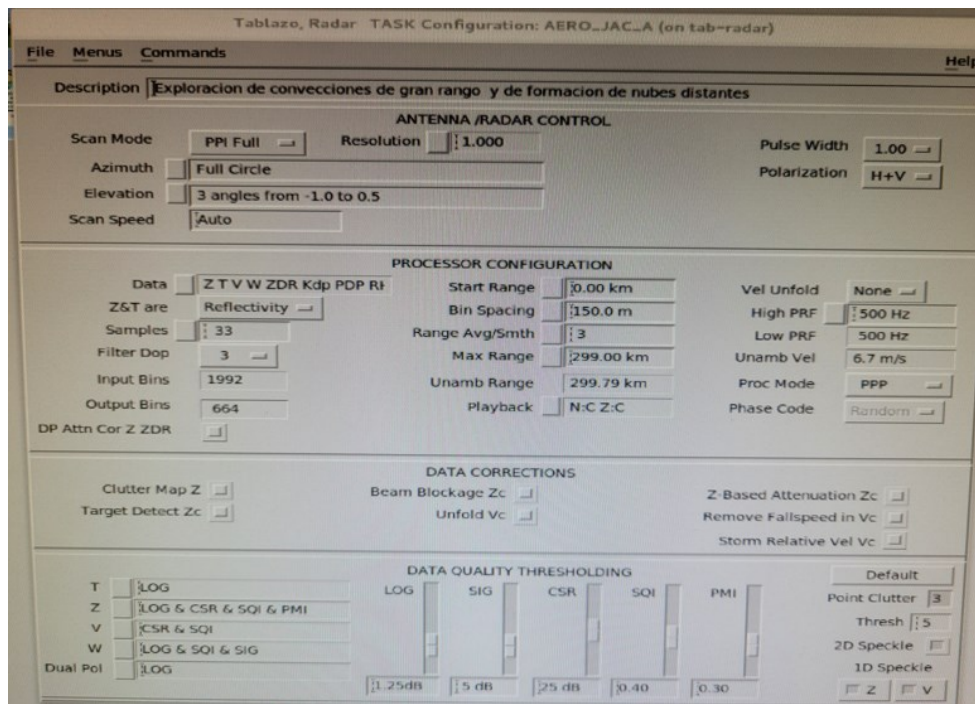 Tablazo, Radar TASK Configuration: AERO_JAC_A (on tab-radar)
File Menus Commands Help
Description Exploracion de convecciones de gran rango y de formacion de nubes distantes
ANTENNA /RADAR CONTROL
Scan Mode PPI Full Resolution 1.000 Pulse Width 1.00
Azimuth Full Circle Polarization H+V
Elevation 3 angles from -1.0 to 0.5
Scan Speed Auto
PROCESSOR CONFIGURATION
Data Z T V W ZDR Kdp PDP RH Start Range 0.00 km Vel Unfold None
Z&T are Reflectivity Bin Spacing 150.0 m High PRF 500 Hz
Samples 33 Range Avg/Smth 3 Low PRF 500 Hz
Filter Dop 3 Max Range 299.00 km Unamb Vel 6.7 m/s
Input Bins 1992 Unamb Range 299.79 km Proc Mode PPP
Output Bins 664 Playback N:C Z:C Phase Code Random
DP Attn Cor Z ZDR
DATA CORRECTIONS
Clutter Map Z Beam Blockage Zc Z-Based Attenuation Zc
Target Detect Zc Unfold Vc Remove Fallspeed in Vc
Storm Relative Vel Vc
DATA QUALITY THRESHOLDING Default
T LOG LOG SIG CSR SQI PMI Point Clutter 3
Z LOG & CSR & SQI & PMI Thresh 5
V CSR & SQI 2D Speckle
W LOG & SQI & SIG 1D Speckle
Dual Pol LOG 1.25dB 5 dB 25 dB 0.40 0.30 Z V